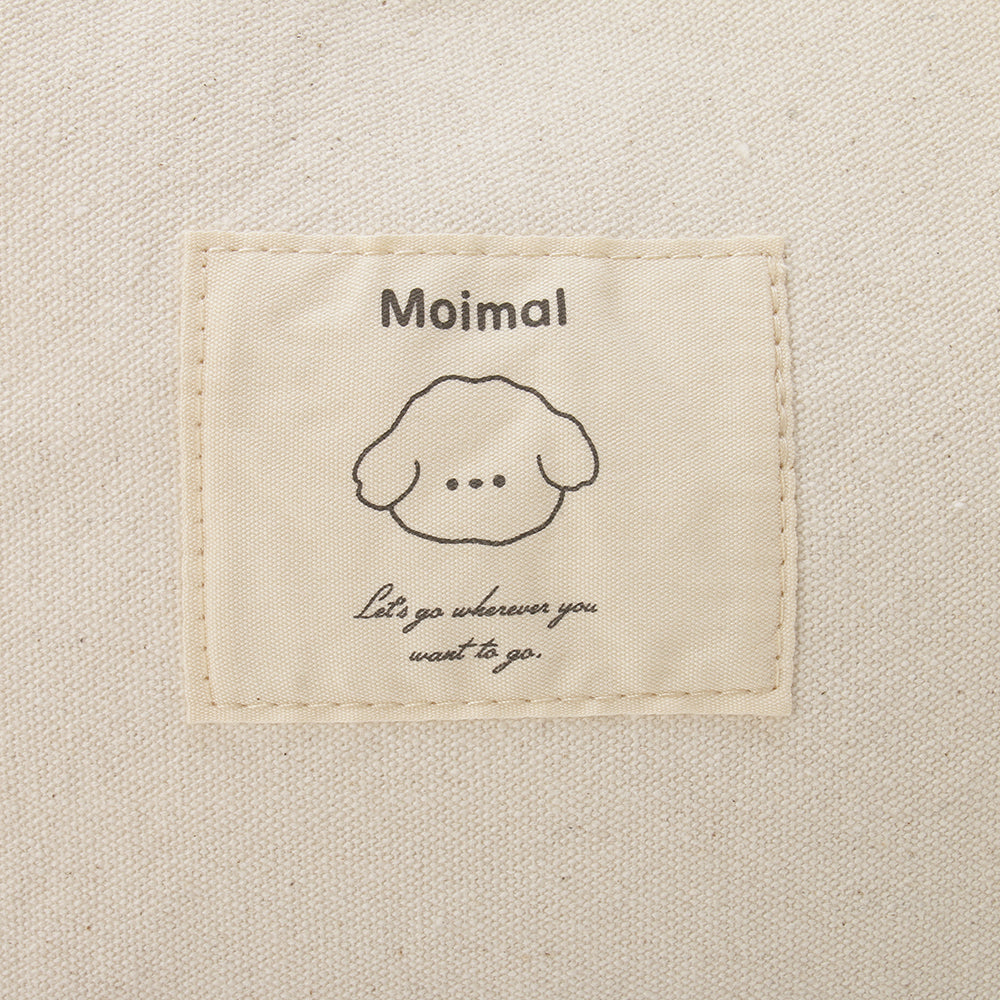 Moimal
Let's go wherever you
want to go.